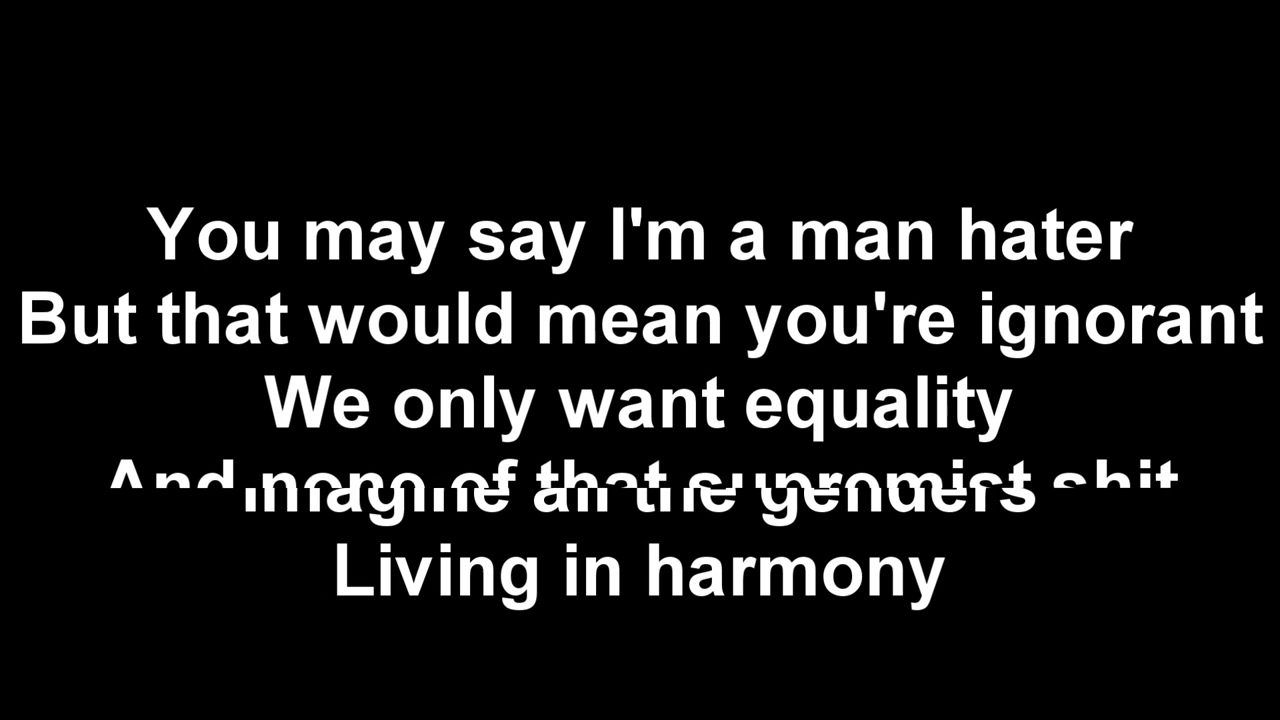 You may say I'm a man hater
But that would mean you're ignorant
We only want equality
And none of that supremist shit
Imagine all the genders
Living in harmony